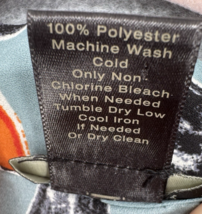 100% Polyester
Machine Wash
Cold
Only Non
Chlorine Bleach
When Needed
Tumble Dry Low
Cool Iron
If Needed
Or Dry Clean